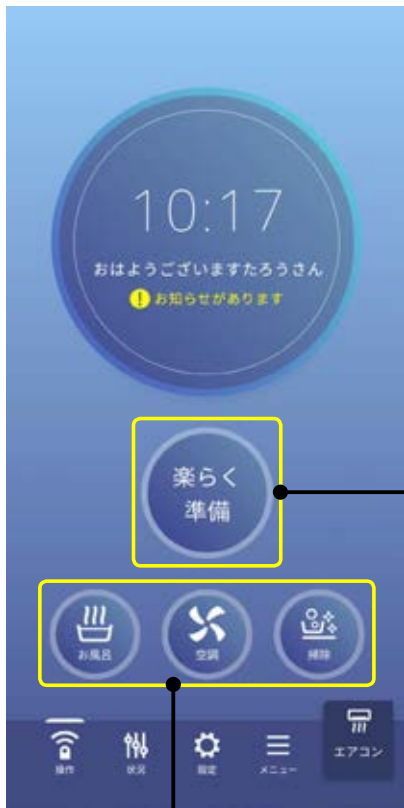 10:17
おはようございますたろうさん
! お知らせがあります
楽らく
準備
お風呂
空調
掃除
操作
状況
設定
メニュー
エアコン